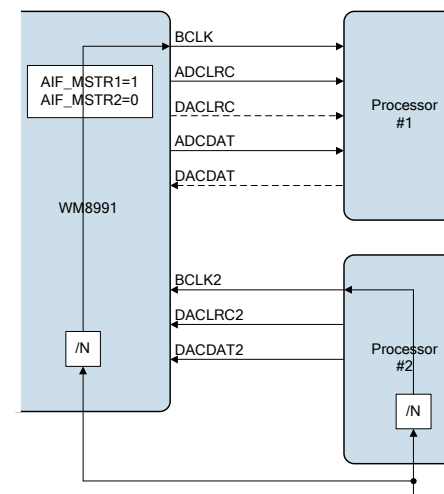 BCLK
ADCLRC
DACLRC
ADCDAT
DACDAT
AIF_MSTR1=1
AIF_MSTR2=0
WM8991
Processor
#1
BCLK2
DACLRC2
DACDAT2
/N
Processor
#2
/N